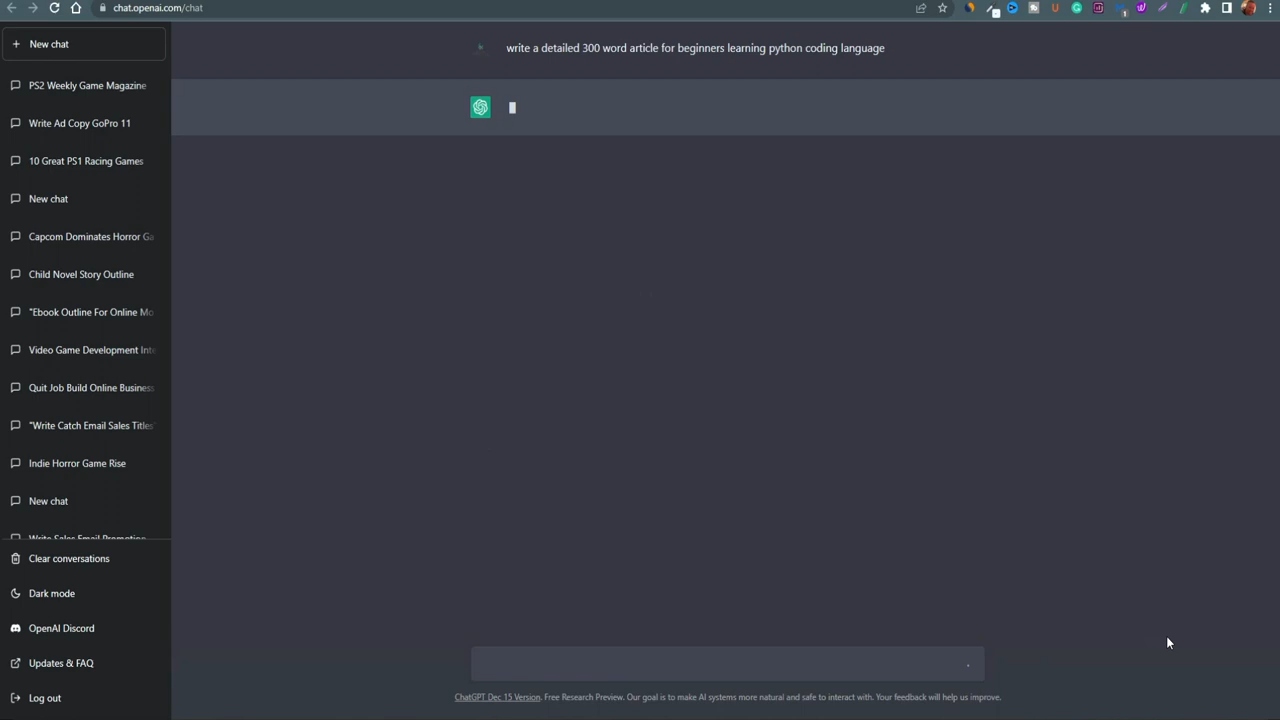 chat.openai.com/chat
New chat
PS2 Weekly Game Magazine
Write Ad Copy GoPro 11
10 Great PS1 Racing Games
New chat
Capcom Dominates Horror Ga
Child Novel Story Outline
"Ebook Outline For Online Mo
Video Game Development Inte
Quit Job Build Online Business
"Write Catch Email Sales Titles"
Indie Horror Game Rise
New chat
Write Sales Email Promotion
Clear conversations
Dark mode
OpenAI Discord
Updates & FAQ
Log out
write a detailed 300 word article for beginners learning python coding language
ChatGPT Dec 15 Version. Free Research Preview. Our goal is to make AI systems more natural and safe to interact with. Your feedback will help us improve.